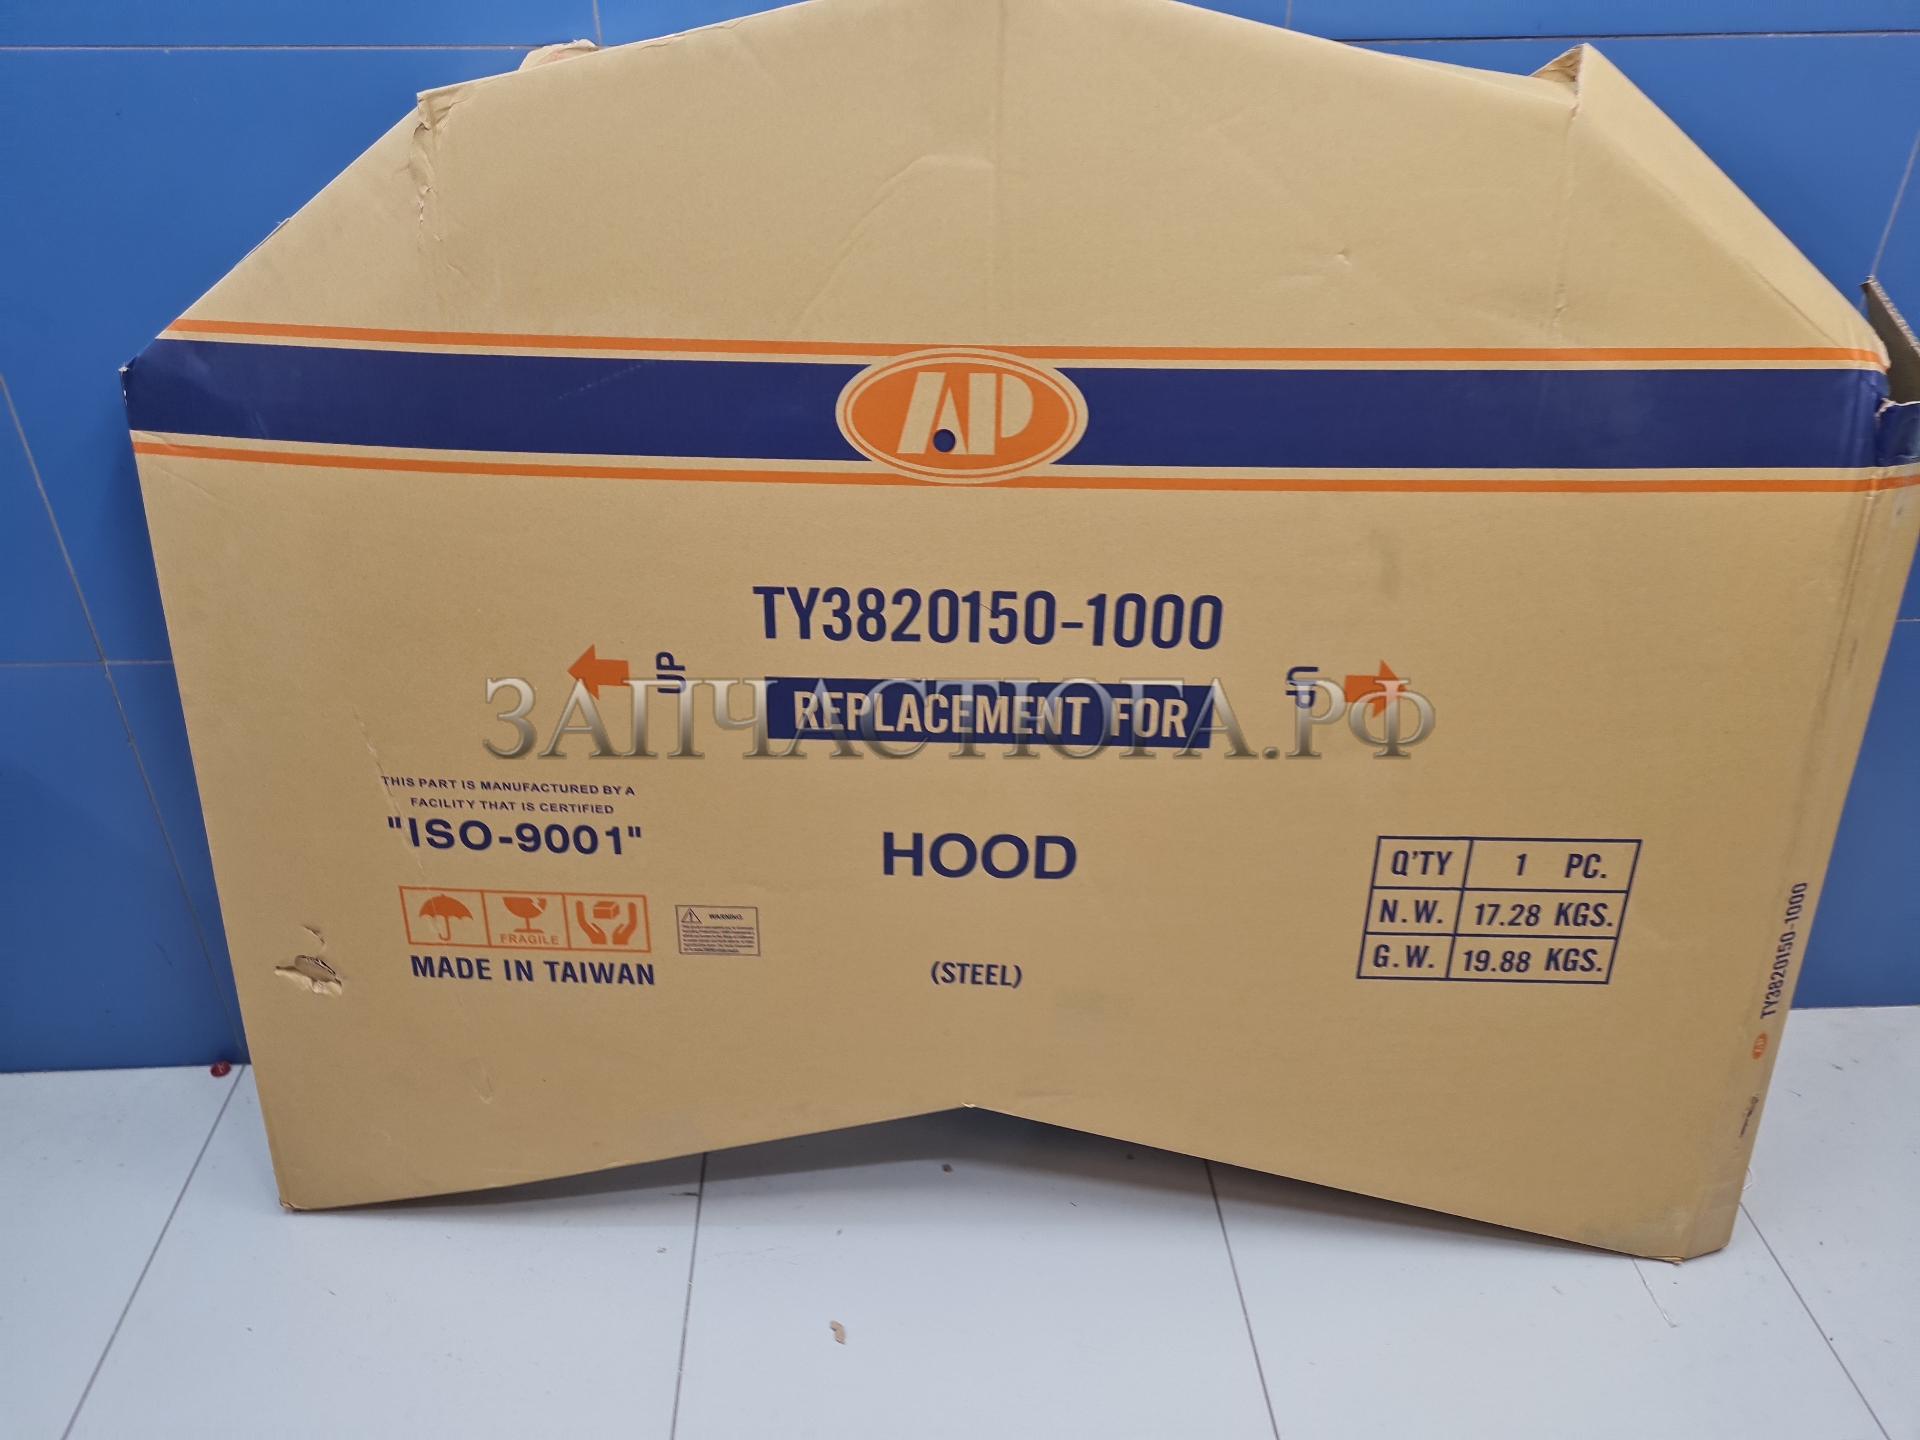 AP
TY3820150-1000
UP
UP
REPLACEMENT FOR
ЗАПЧАСТЮГА.РФ
THIS PART IS MANUFACTURED BY A
FACILITY THAT IS CERTIFIED
"ISO-9001"
HOOD
Q'TY 1 PC.
N.W. 17.28 KGS.
G.W. 19.88 KGS.
FRAGILE
WARNING
MADE IN TAIWAN
(STEEL)
TY3820150-1000
AP